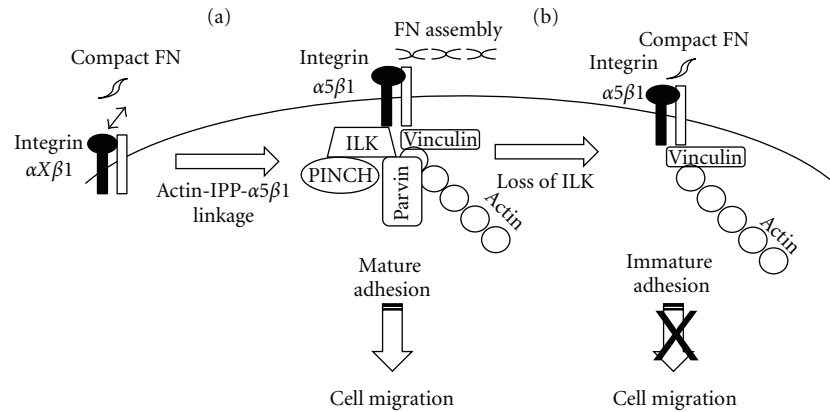 (a)
Compact FN
Integrin
αXβ1
Actin-IPP-α5β1
linkage
FN assembly
Integrin
α5β1
ILK
Vinculin
PINCH
Parvin
Actin
Mature
adhesion
Cell migration
(b)
Loss of ILK
Compact FN
Integrin
α5β1
Vinculin
Actin
Immature
adhesion
Cell migration